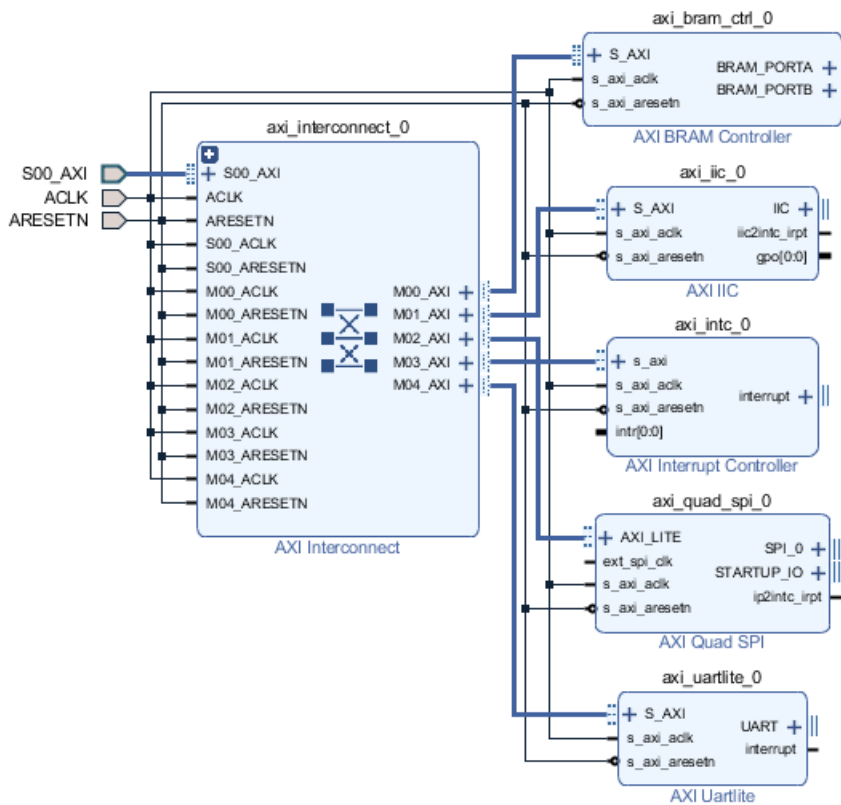 S00_AXI
ACLK
ARESETN
axi_interconnect_0
S00_AXI
ACLK
ARESETN
S00_ACLK
S00_ARESETN
M00_ACLK
M00_ARESETN
M01_ACLK
M01_ARESETN
M02_ACLK
M02_ARESETN
M03_ACLK
M03_ARESETN
M04_ACLK
M04_ARESETN
M00_AXI
M01_AXI
M02_AXI
M03_AXI
M04_AXI
AXI Interconnect
axi_bram_ctrl_0
S_AXI
s_axi_aclk
s_axi_aresetn
BRAM_PORTA
BRAM_PORTB
AXI BRAM Controller
axi_iic_0
S_AXI
s_axi_aclk
s_axi_aresetn
IIC
iic2intc_irpt
gpo[0:0]
AXI IIC
axi_intc_0
s_axi
s_axi_aclk
s_axi_aresetn
intr[0:0]
interrupt
AXI Interrupt Controller
axi_quad_spi_0
AXI_LITE
ext_spi_clk
s_axi_aclk
s_axi_aresetn
SPI_0
STARTUP_IO
ip2intc_irpt
AXI Quad SPI
axi_uartlite_0
S_AXI
s_axi_aclk
s_axi_aresetn
UART
interrupt
AXI Uartlite